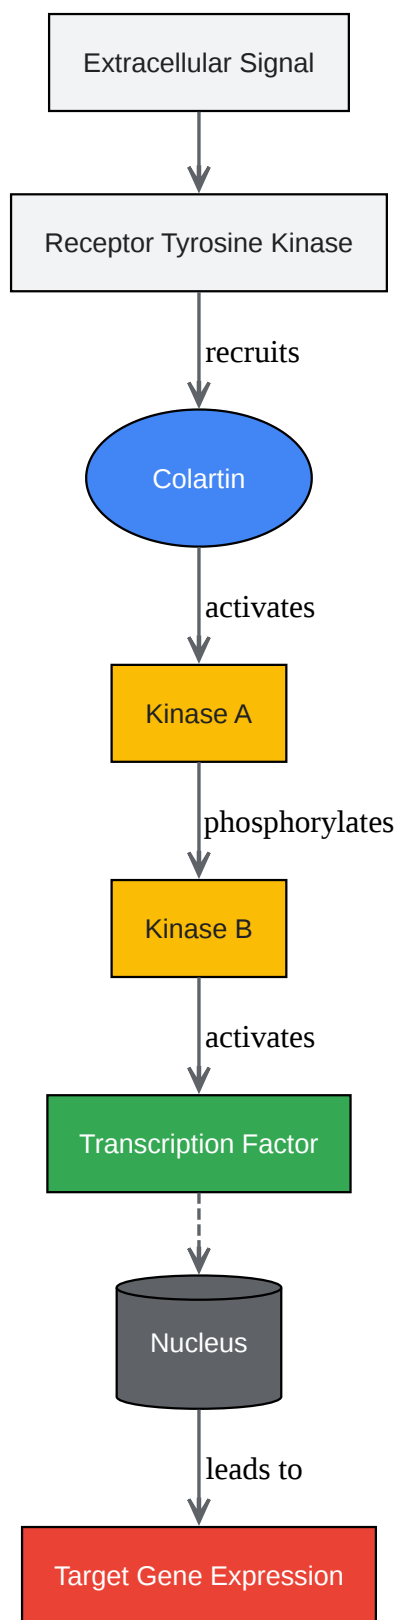 Extracellular Signal
Receptor Tyrosine Kinase
recruits
Colartin
activates
Kinase A
phosphorylates
Kinase B
activates
Transcription Factor
Nucleus
leads to
Target Gene Expression